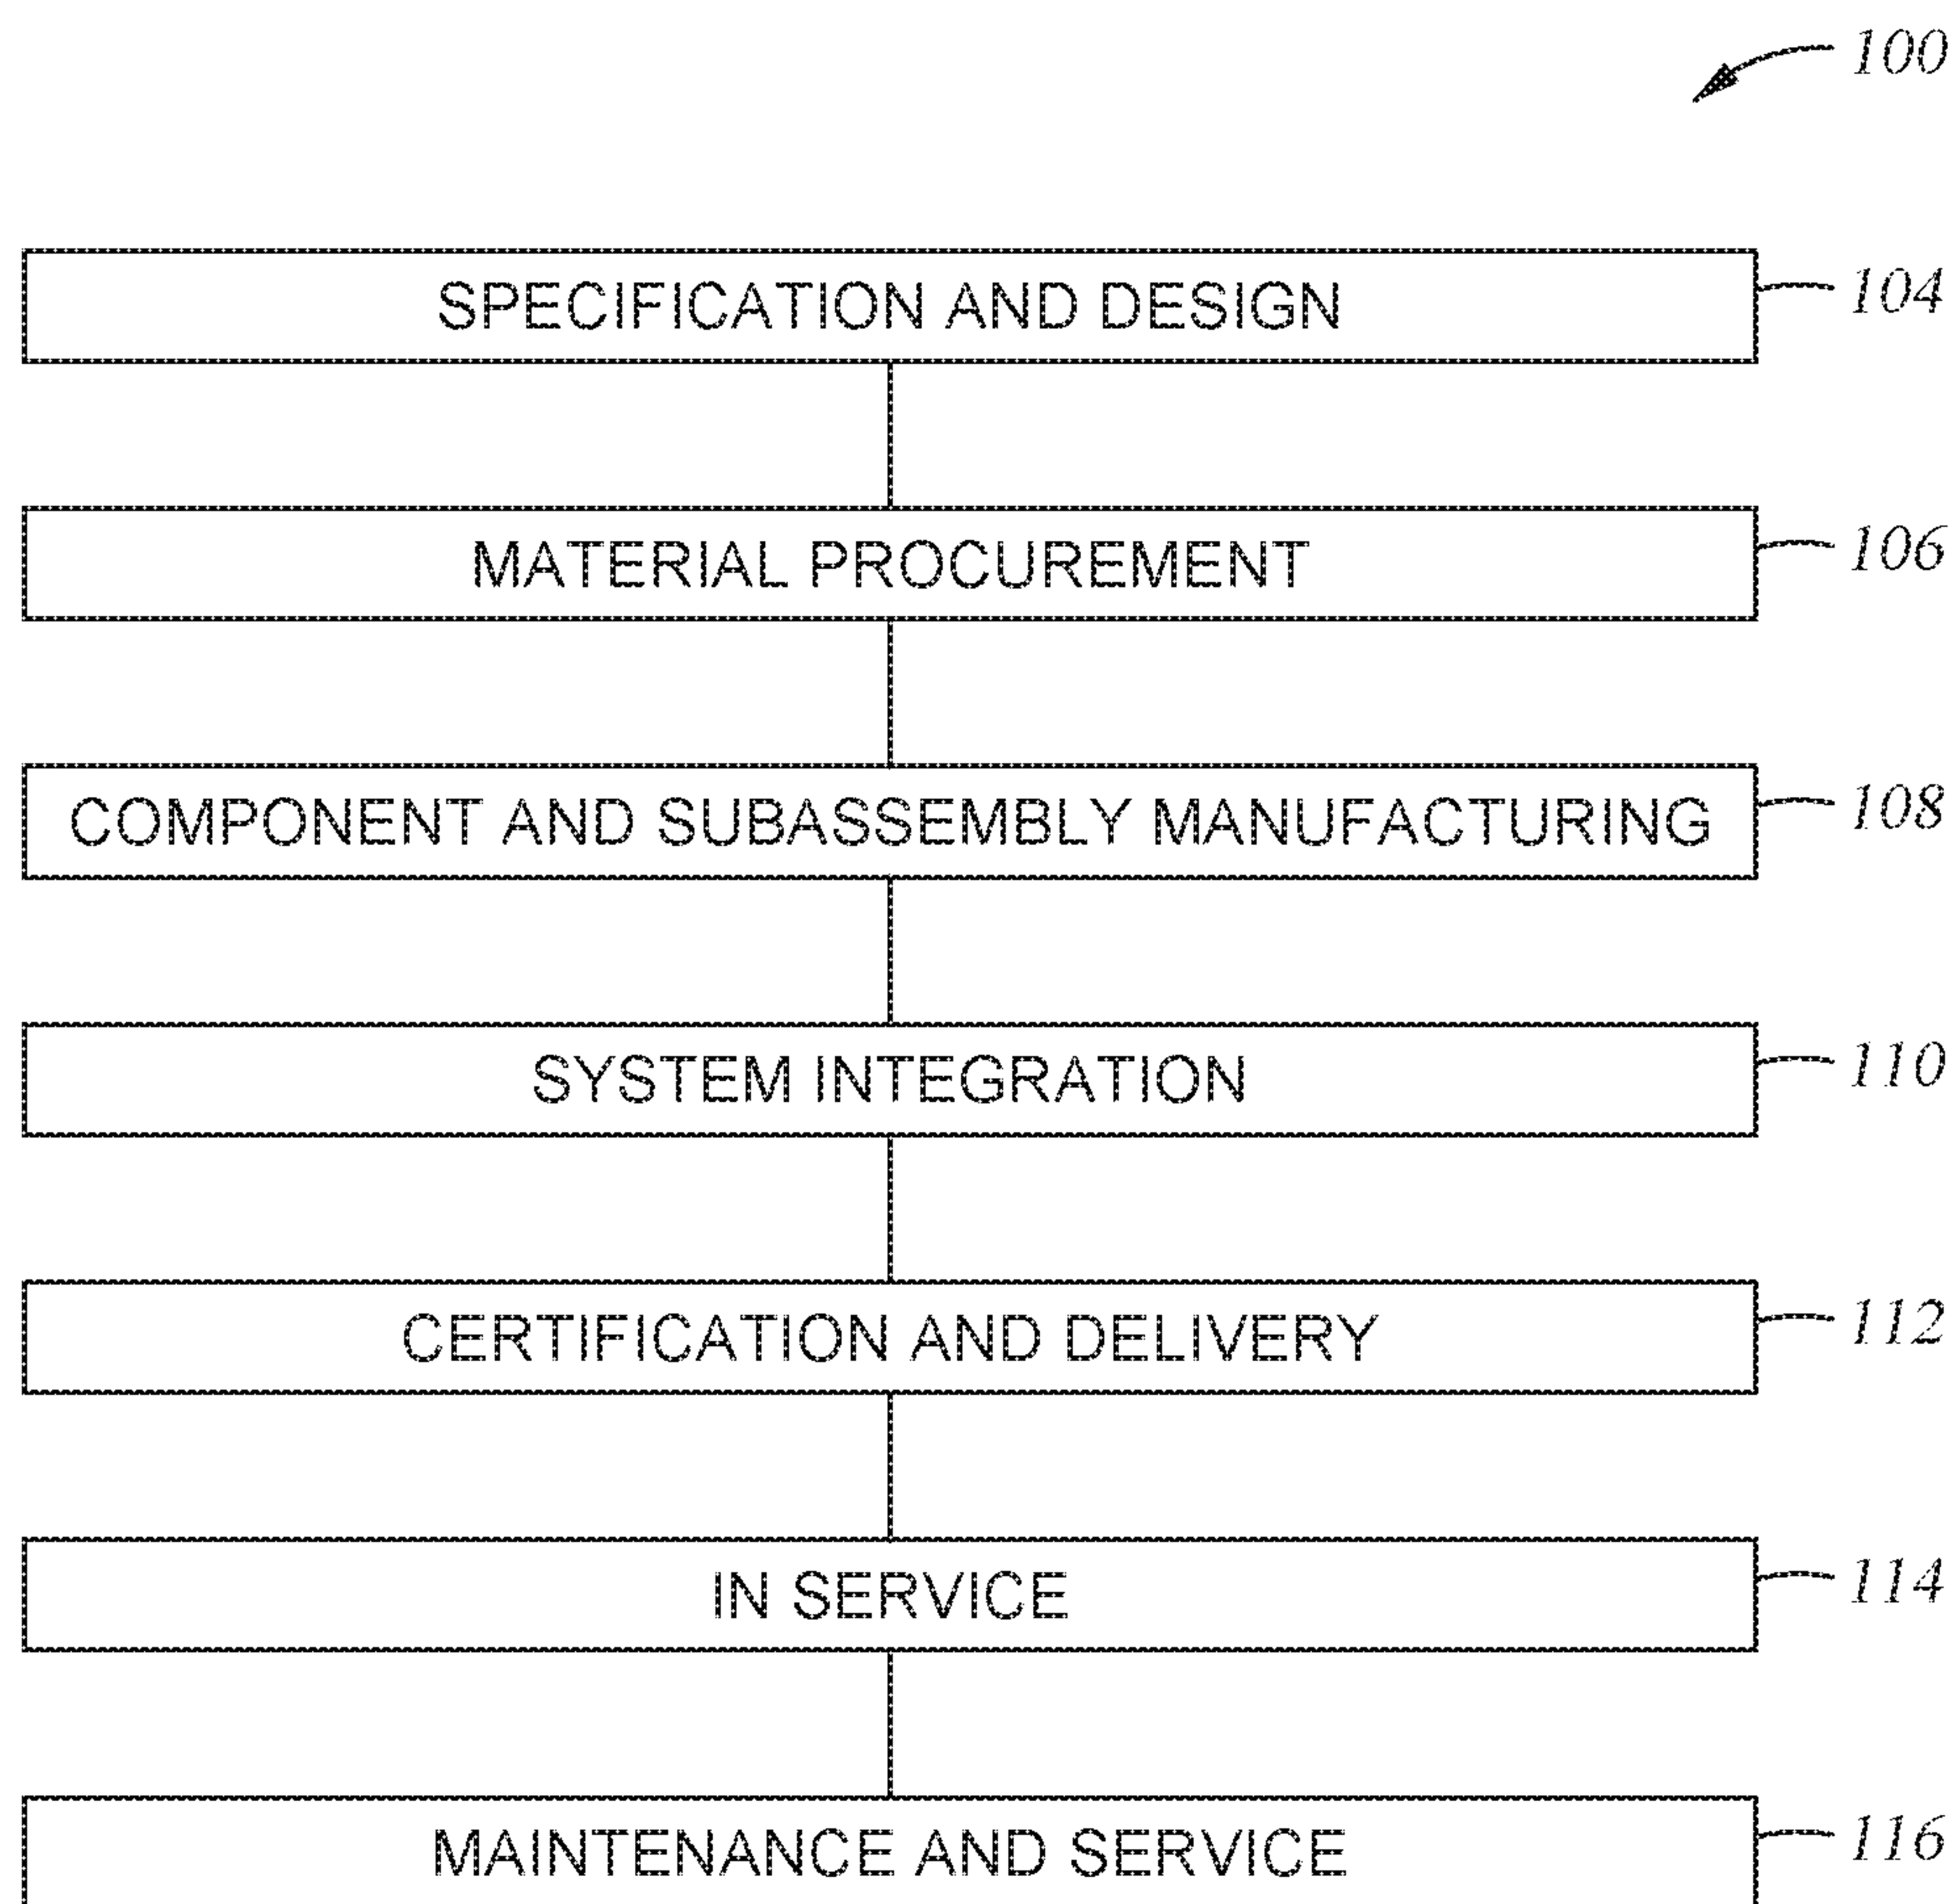 100
SPECIFICATION AND DESIGN 104
MATERIAL PROCUREMENT 106
COMPONENT AND SUBASSEMBLY MANUFACTURING 108
SYSTEM INTEGRATION 110
CERTIFICATION AND DELIVERY 112
IN SERVICE 114
MAINTENANCE AND SERVICE 116